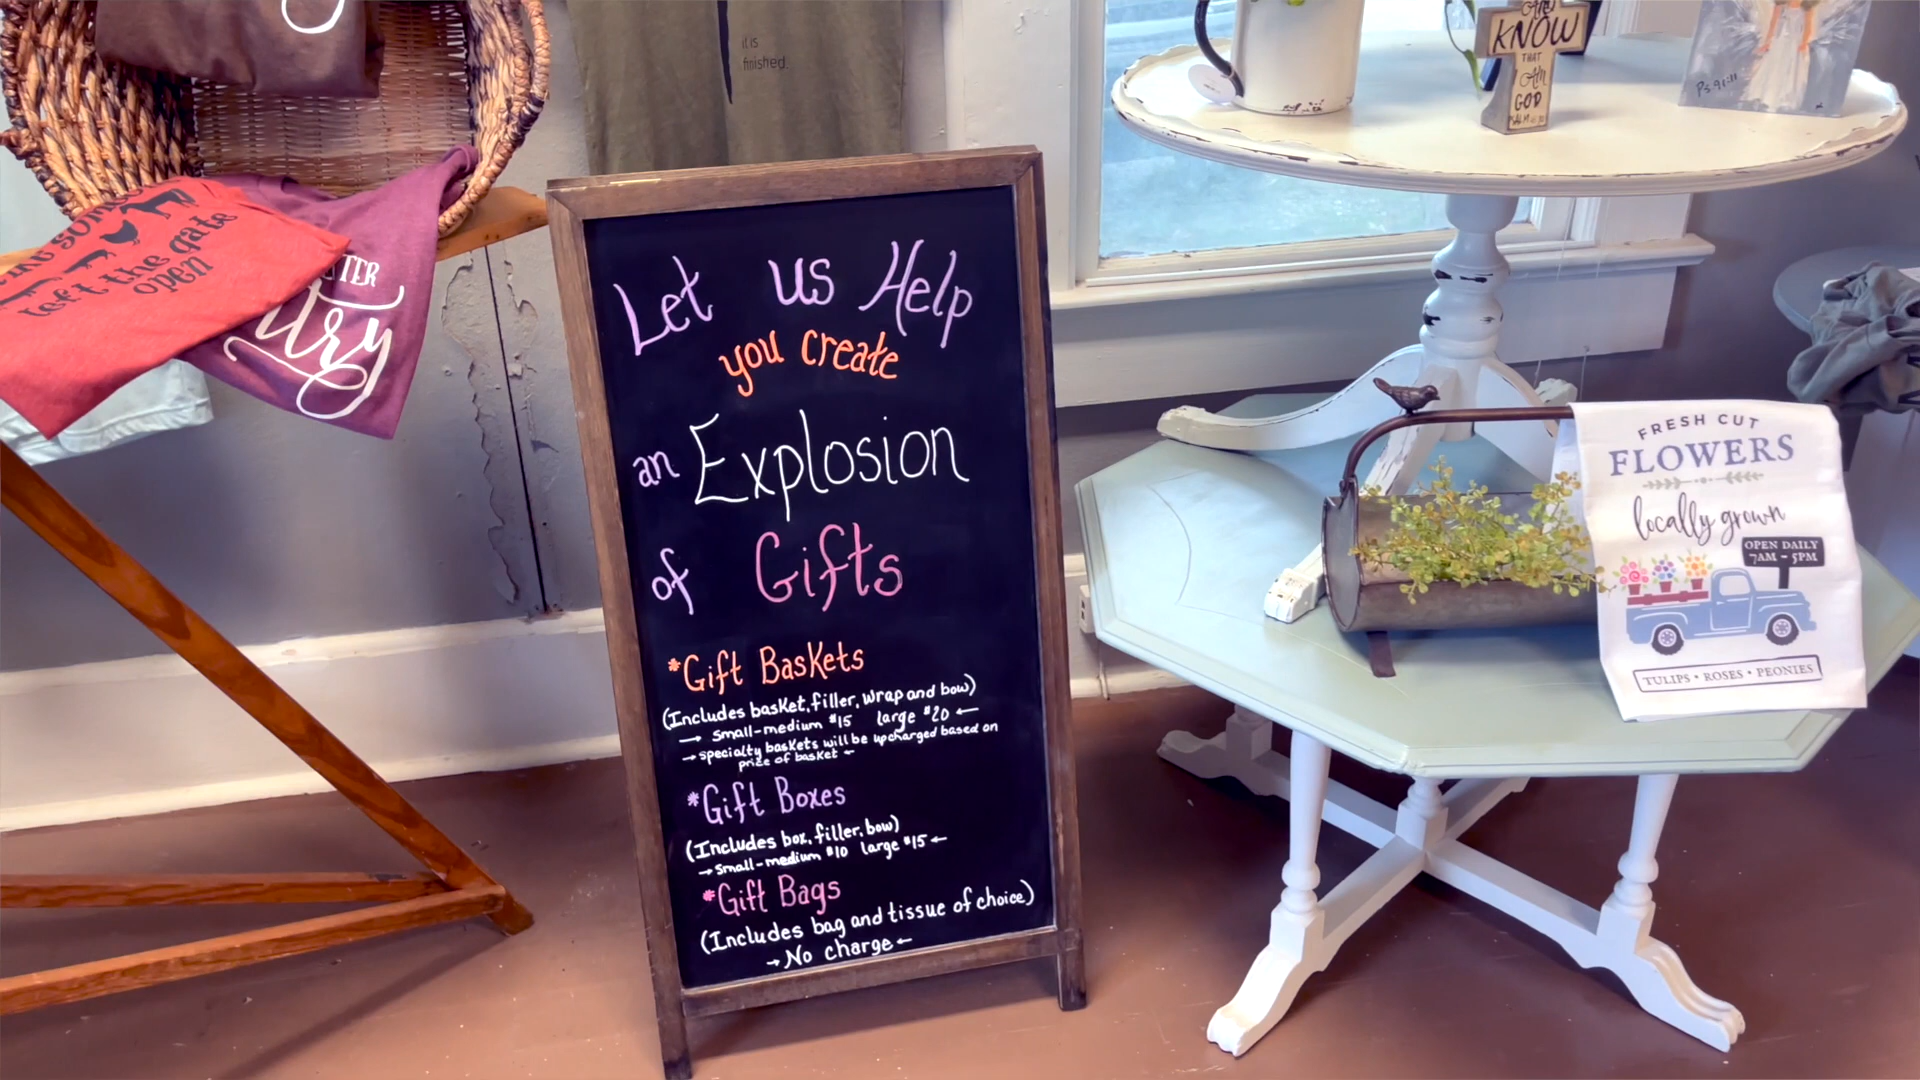 it is
finished.
KNOW
THAT
I Am
GOD
Ps. 91:11
left the gate
open
Let us Help
you create
an Explosion
of Gifts
*Gift Baskets
(Includes basket, filler, wrap and bow)
→ small-medium $15 large $20 ←
→ specialty baskets will be upcharged based on
price of basket ←
*Gift Boxes
(Includes box, filler, bow)
→ small-medium $10 large $15 ←
*Gift Bags
(Includes bag and tissue of choice)
→ No charge ←
FRESH CUT
FLOWERS
locally grown
OPEN DAILY
7AM - 5PM
TULIPS • ROSES • PEONIES